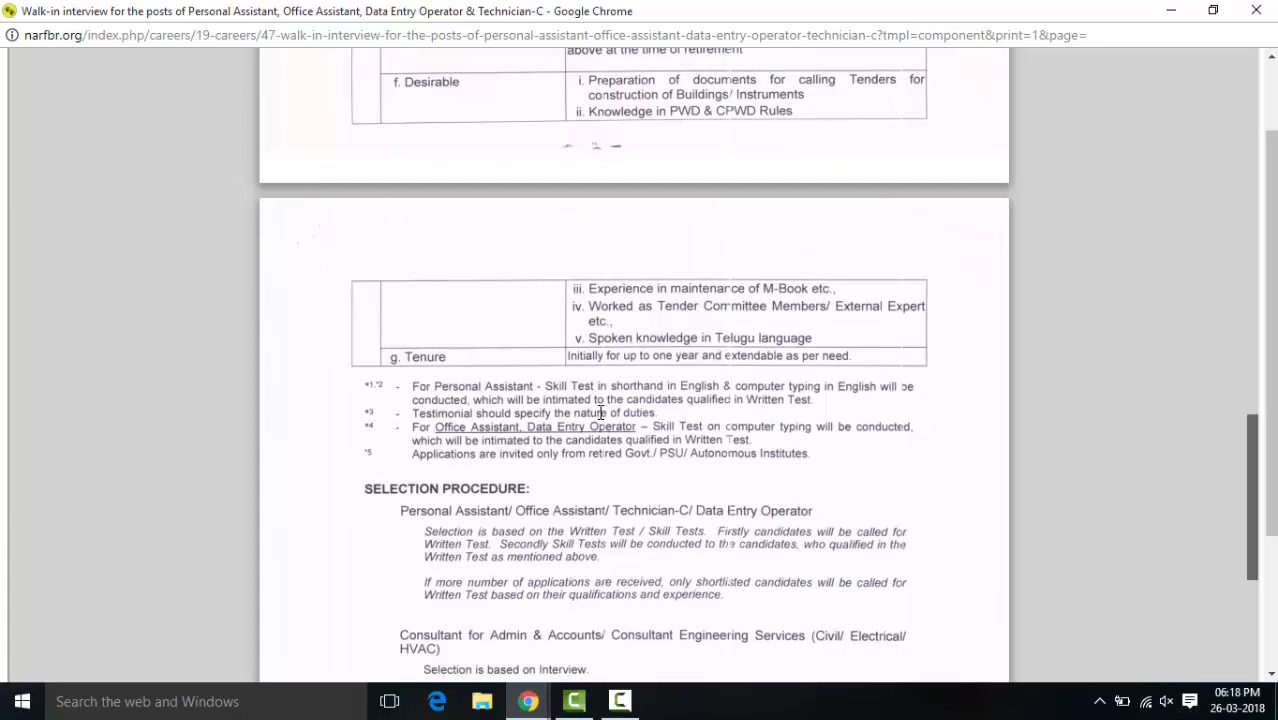 Walk-in interview for the posts of Personal Assistant, Office Assistant, Data Entry Operator & Technician-C - Google Chrome
narfbr.org/index.php/careers/19-careers/47-walk-in-interview-for-the-posts-of-personal-assistant-office-assistant-data-entry-operator-technician-c?tmpl=component&print=1&page=
above at the time of retirement
f. Desirable
i. Preparation of documents for calling Tenders for
construction of Buildings/ Instruments
ii. Knowledge in PWD & CPWD Rules
- 2 -
iii. Experience in maintenance of M-Book etc.,
iv. Worked as Tender Committee Members/ External Expert
etc.,
v. Spoken knowledge in Telugu language
g. Tenure
Initially for up to one year and extendable as per need.
*1,*2 - For Personal Assistant - Skill Test in shorthand in English & computer typing in English will be
conducted, which will be intimated to the candidates qualified in Written Test.
*3 - Testimonial should specify the nature of duties.
*4 - For Office Assistant, Data Entry Operator – Skill Test on computer typing will be conducted,
which will be intimated to the candidates qualified in Written Test.
*5 Applications are invited only from retired Govt./ PSU/ Autonomous Institutes.
SELECTION PROCEDURE:
Personal Assistant/ Office Assistant/ Technician-C/ Data Entry Operator
Selection is based on the Written Test / Skill Tests. Firstly candidates will be called for
Written Test. Secondly Skill Tests will be conducted to the candidates, who qualified in the
Written Test as mentioned above.
If more number of applications are received, only shortlisted candidates will be called for
Written Test based on their qualifications and experience.
Consultant for Admin & Accounts/ Consultant Engineering Services (Civil/ Electrical/
HVAC)
Selection is based on Interview.
Search the web and Windows
06:18 PM
26-03-2018